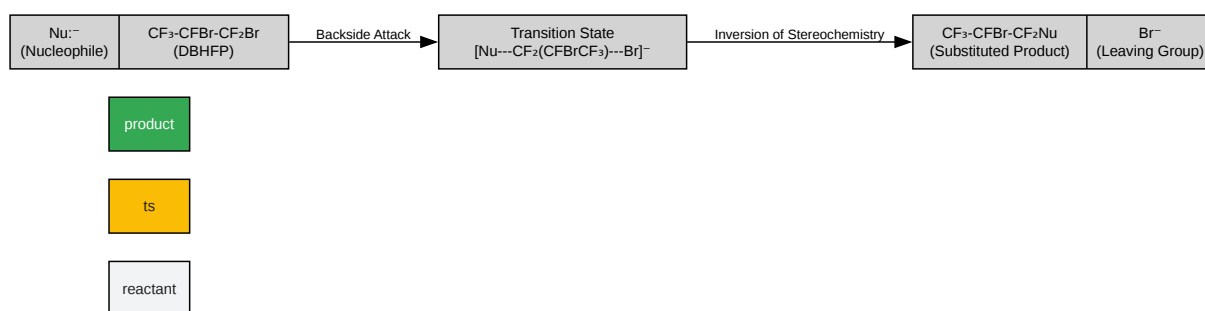 Nu:⁻
(Nucleophile)
CF₃-CFBr-CF₂Br
(DBHFP)
Backside Attack
Transition State
[Nu---CF₂(CFBrCF₃)---Br]⁻
Inversion of Stereochemistry
CF₃-CFBr-CF₂Nu
(Substituted Product)
Br⁻
(Leaving Group)
product
ts
reactant